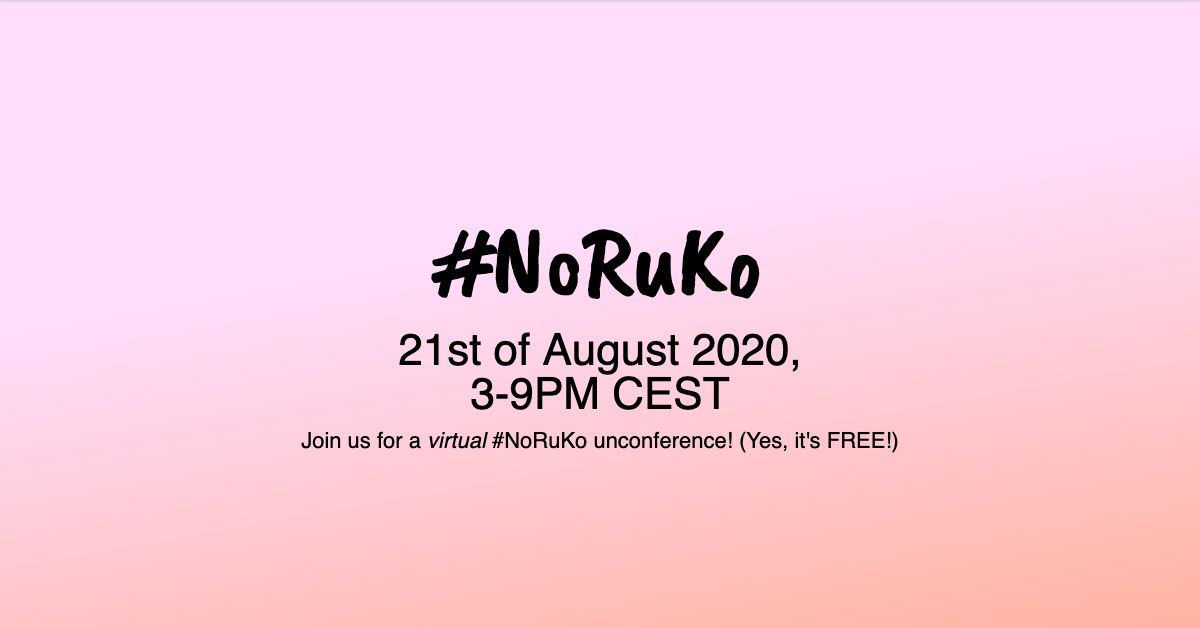 #NoRuKo
21st of August 2020,
3-9PM CEST
Join us for a virtual #NoRuKo unconference! (Yes, it's FREE!)